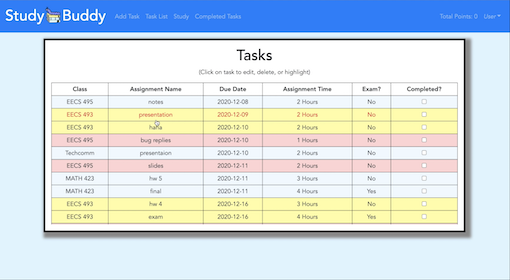 Study Buddy Add Task Task List Study Completed Tasks Total Points: 0 User
Tasks
(Click on task to edit, delete, or highlight)
Class Assignment Name Due Date Assignment Time Exam? Completed?
EECS 495 notes 2020-12-08 2 Hours No
EECS 493 presentation 2020-12-09 2 Hours No
EECS 493 haha 2020-12-10 2 Hours No
EECS 495 bug replies 2020-12-10 1 Hours No
Techcomm presentaion 2020-12-10 2 Hours No
EECS 495 slides 2020-12-11 2 Hours No
MATH 423 hw 5 2020-12-11 3 Hours No
MATH 423 final 2020-12-11 4 Hours Yes
EECS 493 hw 4 2020-12-16 3 Hours No
EECS 493 exam 2020-12-16 4 Hours Yes